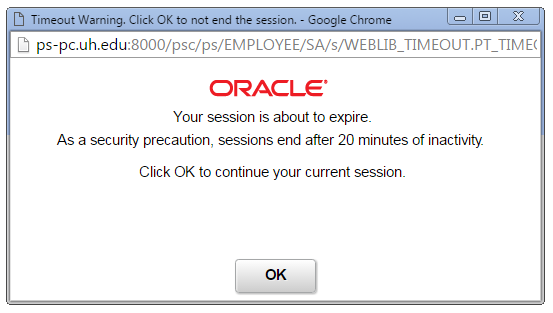 Timeout Warning. Click OK to not end the session. - Google Chrome
ps-pc.uh.edu:8000/psc/ps/EMPLOYEE/SA/s/WEBLIB_TIMEOUT.PT_TIMEO
ORACLE®
Your session is about to expire.
As a security precaution, sessions end after 20 minutes of inactivity.
Click OK to continue your current session.
OK